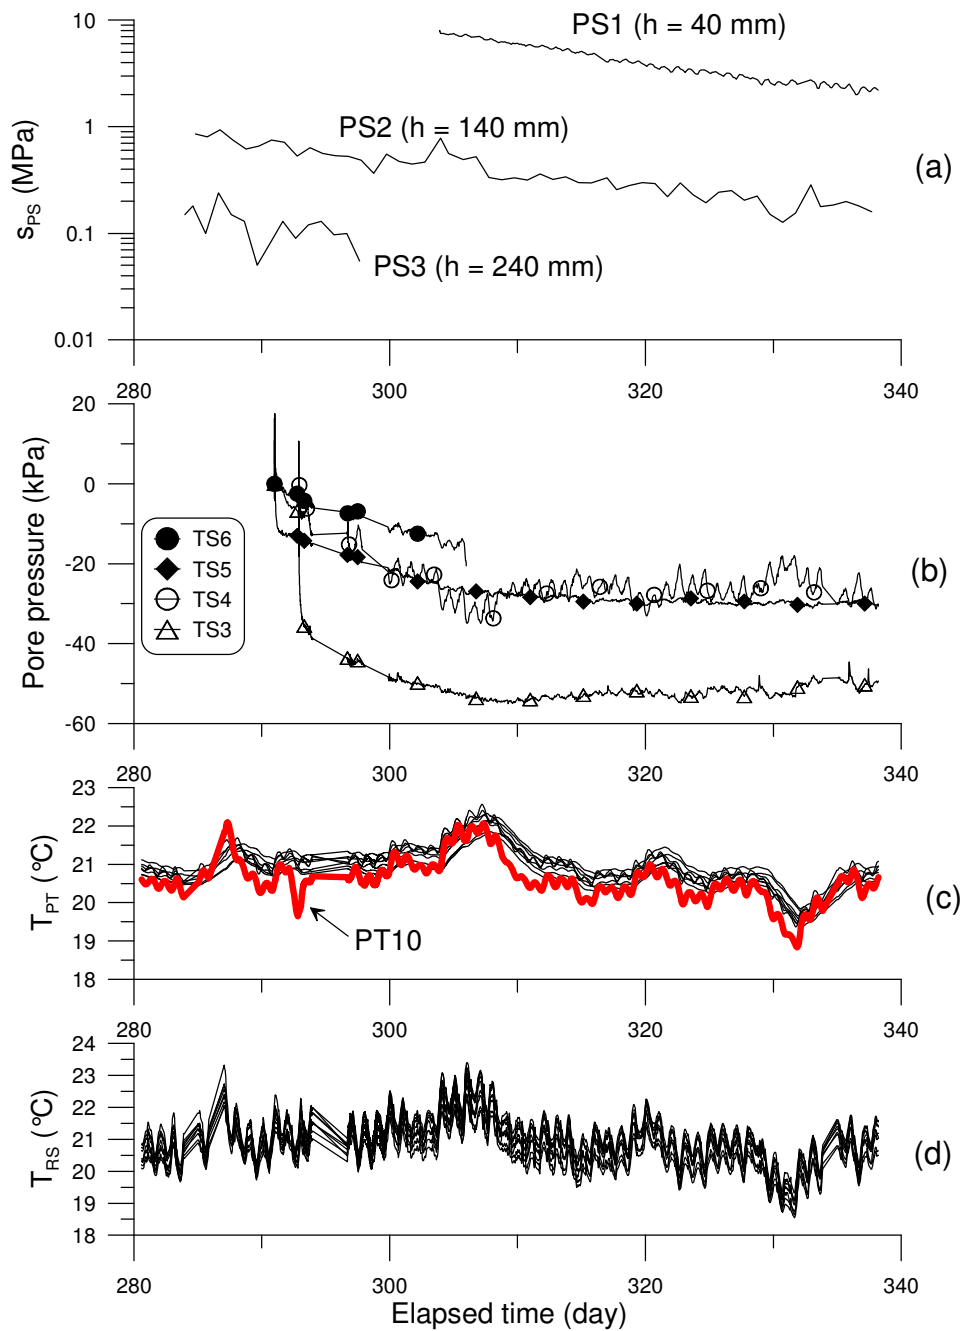 10
PS1 (h = 40 mm)
1
PS2 (h = 140 mm)
(a)
s_PS (MPa)
0.1
PS3 (h = 240 mm)
0.01
280 300 320 340
20
0
-20
-40
-60
Pore pressure (kPa)
TS6
TS5
TS4
TS3
(b)
280 300 320 340
23
22
21
20
19
18
T_PT (°C)
PT10
(c)
280 300 320 340
24
23
22
21
20
19
18
T_RS (°C)
(d)
280 300 320 340
Elapsed time (day)